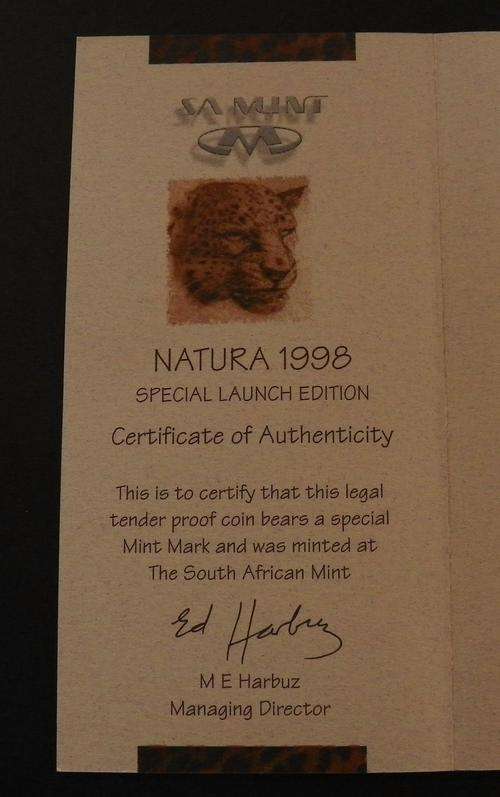 SA MINT
NATURA 1998
SPECIAL LAUNCH EDITION
Certificate of Authenticity
This is to certify that this legal
tender proof coin bears a special
Mint Mark and was minted at
The South African Mint
Ed Harbuz
M E Harbuz
Managing Director